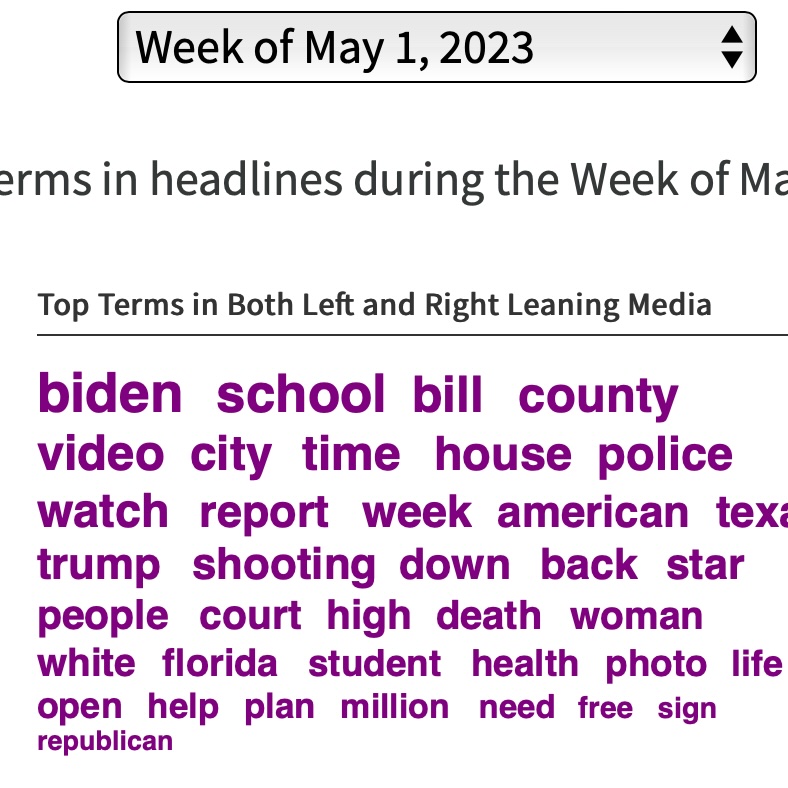 Week of May 1, 2023
erms in headlines during the Week of Ma
Top Terms in Both Left and Right Leaning Media
biden school bill county
video city time house police
watch report week american texa
trump shooting down back star
people court high death woman
white florida student health photo life
open help plan million need free sign
republican